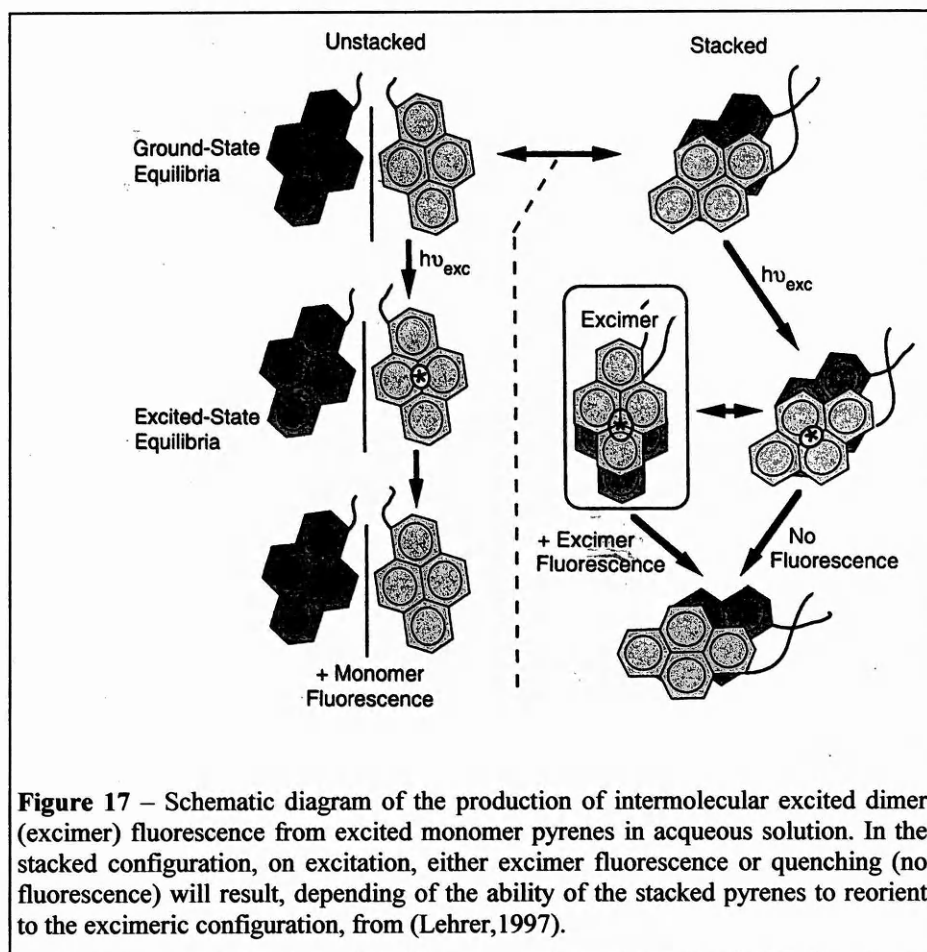 Unstacked
Stacked
Ground-State
Equilibria
hυexc
hυexc
Excimer
*
*
*
Excited-State
Equilibria
+ Excimer
Fluorescence
No
Fluorescence
+ Monomer
Fluorescence
Figure 17 – Schematic diagram of the production of intermolecular excited dimer
(excimer) fluorescence from excited monomer pyrenes in acqueous solution. In the
stacked configuration, on excitation, either excimer fluorescence or quenching (no
fluorescence) will result, depending of the ability of the stacked pyrenes to reorient
to the excimeric configuration, from (Lehrer,1997).